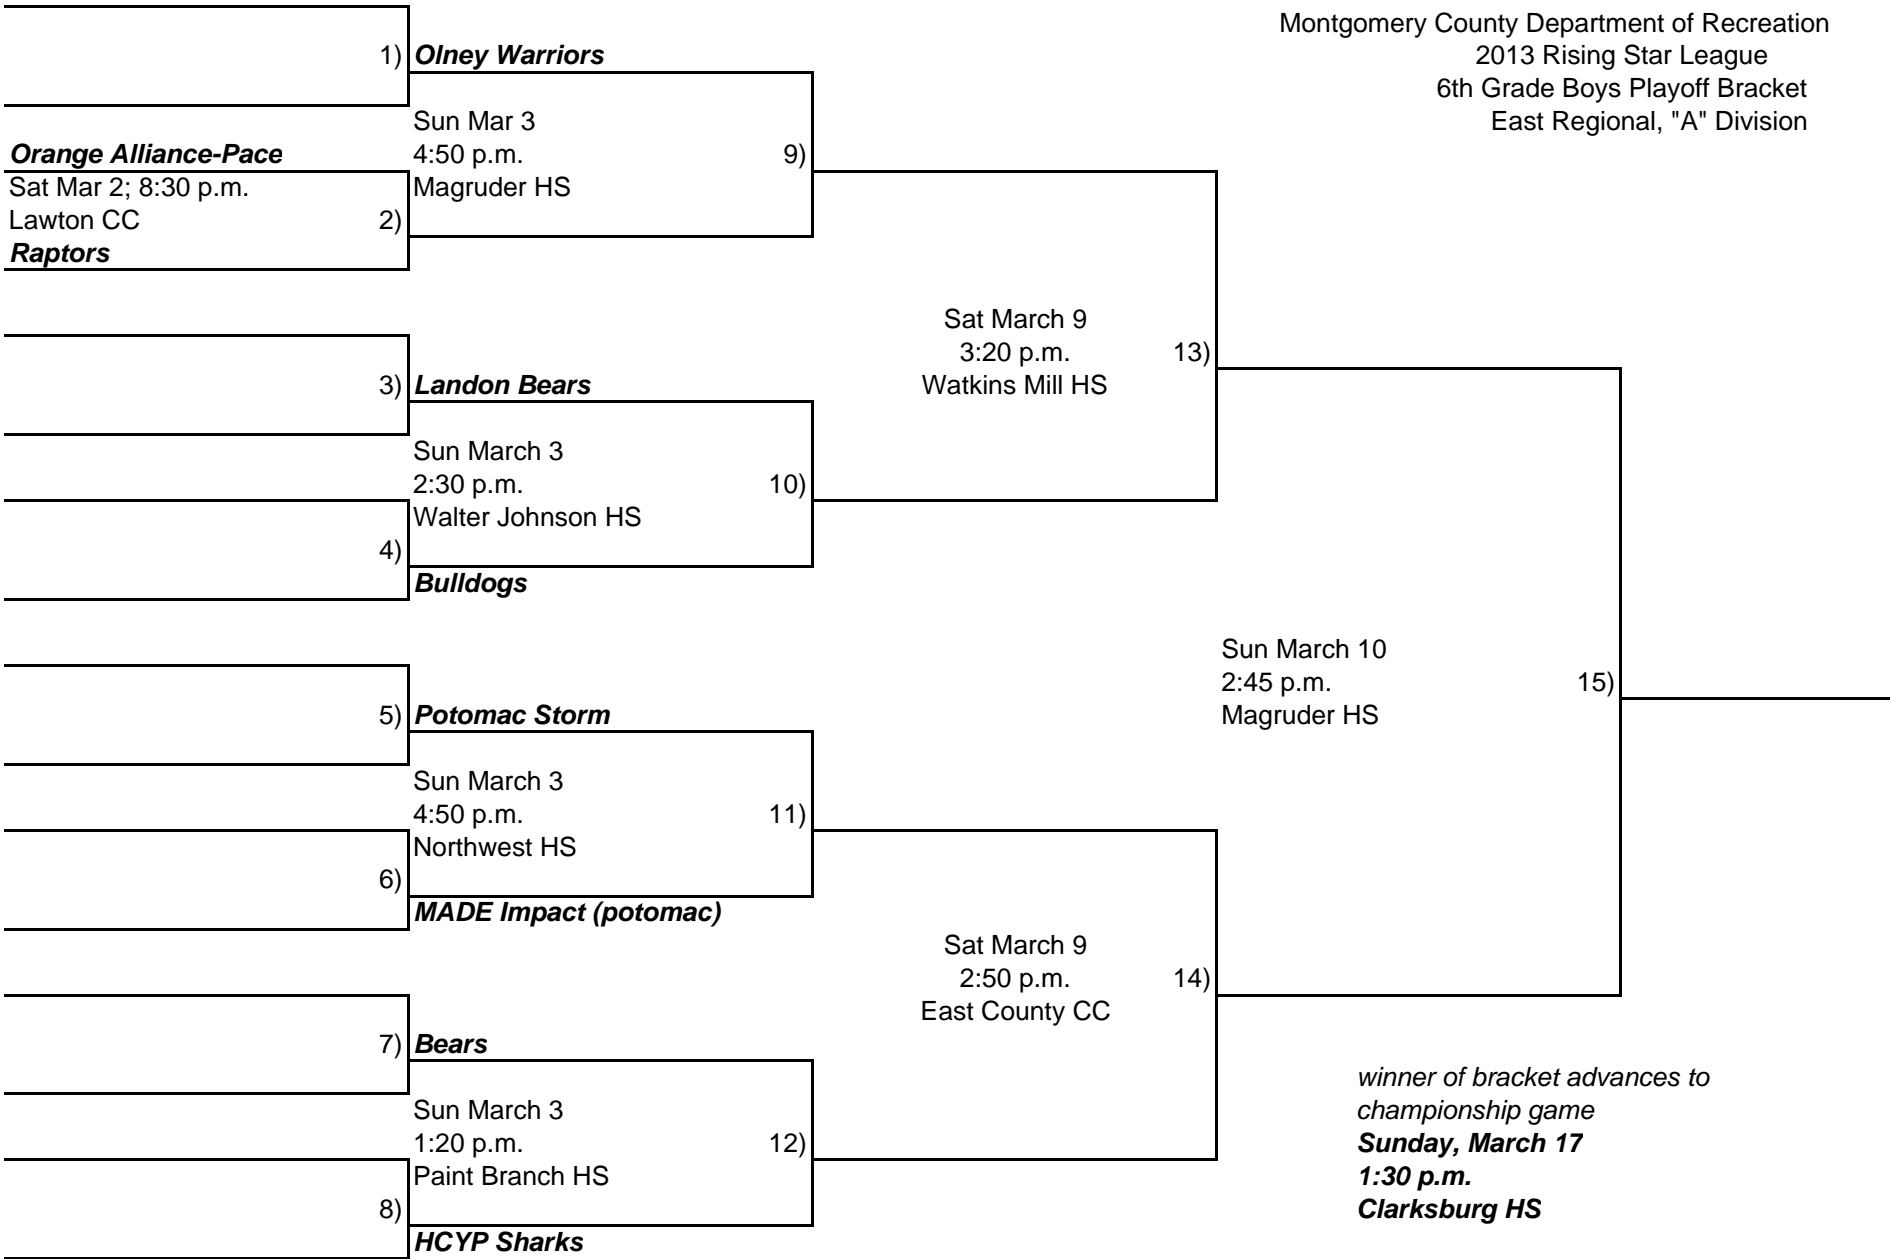 Montgomery County Department of Recreation
2013 Rising Star League
6th Grade Boys Playoff Bracket
East Regional, "A" Division
1) Olney Warriors
Sun Mar 3
4:50 p.m.
Magruder HS
9)
Orange Alliance-Pace
Sat Mar 2; 8:30 p.m.
Lawton CC
2)
Raptors
Sat March 9
3:20 p.m.
Watkins Mill HS
13)
3) Landon Bears
Sun March 3
2:30 p.m.
Walter Johnson HS
10)
4)
Bulldogs
Sun March 10
2:45 p.m.
Magruder HS
15)
5) Potomac Storm
Sun March 3
4:50 p.m.
Northwest HS
11)
6)
MADE Impact (potomac)
Sat March 9
2:50 p.m.
East County CC
14)
7) Bears
Sun March 3
1:20 p.m.
Paint Branch HS
12)
8)
HCYP Sharks
winner of bracket advances to
championship game
Sunday, March 17
1:30 p.m.
Clarksburg HS